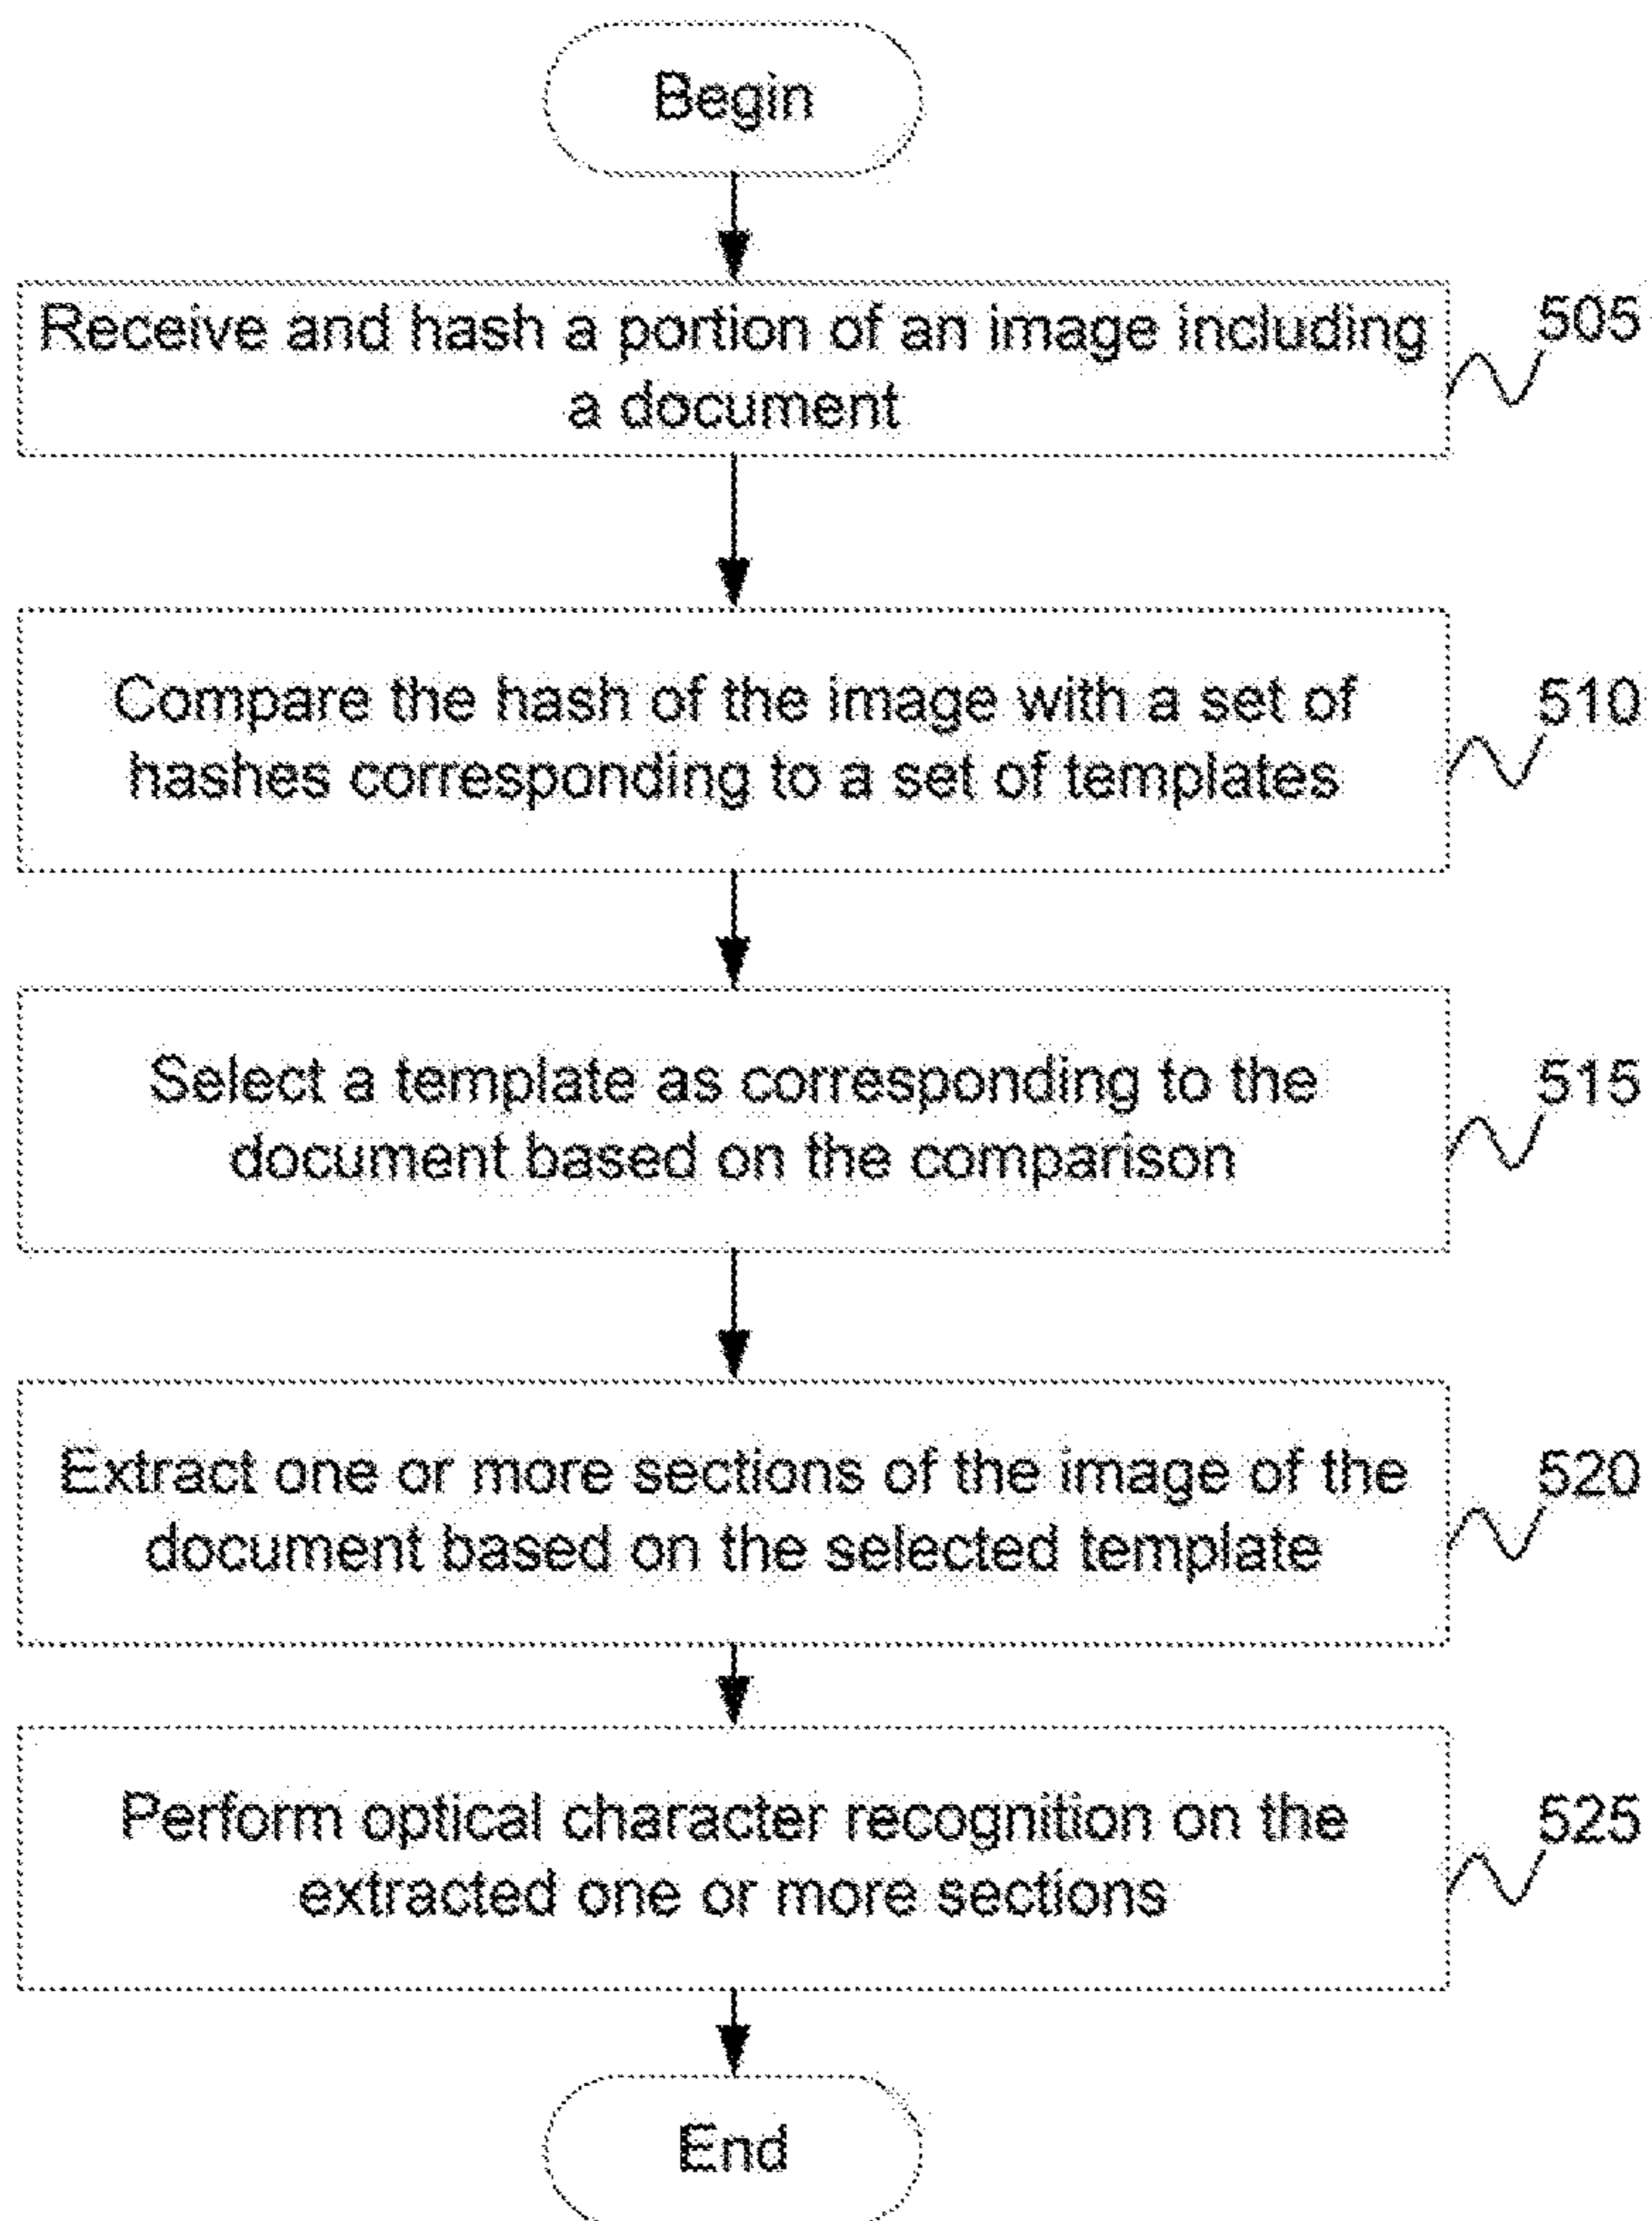 Begin
Receive and hash a portion of an image including
a document
505
Compare the hash of the image with a set of
hashes corresponding to a set of templates
510
Select a template as corresponding to the
document based on the comparison
515
Extract one or more sections of the image of the
document based on the selected template
520
Perform optical character recognition on the
extracted one or more sections
525
End